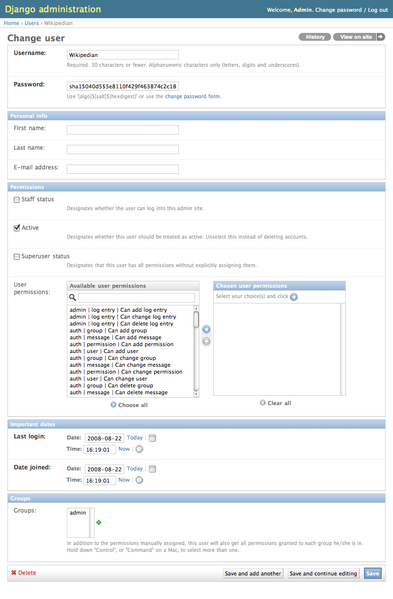 Django administration
Welcome, Admin. Change password / Log out
Home › Users › Wikipedian
Change user
History
View on site
Username:
Wikipedian
Required. 30 characters or fewer. Alphanumeric characters only (letters, digits and underscores).
Password:
Use '[algo]$[salt]$[hexdigest]' or use the change password form.
Personal info
First name:
Last name:
E-mail address:
Permissions
Staff status
Designates whether the user can log into this admin site.
Active
Designates whether this user should be treated as active. Unselect this instead of deleting accounts.
Superuser status
Designates that this user has all permissions without explicitly assigning them.
User permissions:
Available user permissions
admin | log entry | Can add log entry
admin | log entry | Can change log entry
admin | log entry | Can delete log entry
auth | group | Can add group
auth | message | Can add message
auth | permission | Can add permission
auth | user | Can add user
auth | group | Can change group
auth | message | Can change message
auth | permission | Can change permission
auth | user | Can change user
auth | group | Can delete group
auth | message | Can delete message
Choose all
Chosen user permissions
Select your choice(s) and click
Clear all
Important dates
Last login:
Date: 2008-08-22 Today |
Time: 16:19:01 Now |
Date joined:
Date: 2008-08-22 Today |
Time: 16:19:01 Now |
Groups
Groups:
admin
In addition to the permissions manually assigned, this user will also get all permissions granted to each group he/she is in.
Hold down "Control", or "Command" on a Mac, to select more than one.
Delete
Save and add another
Save and continue editing
Save